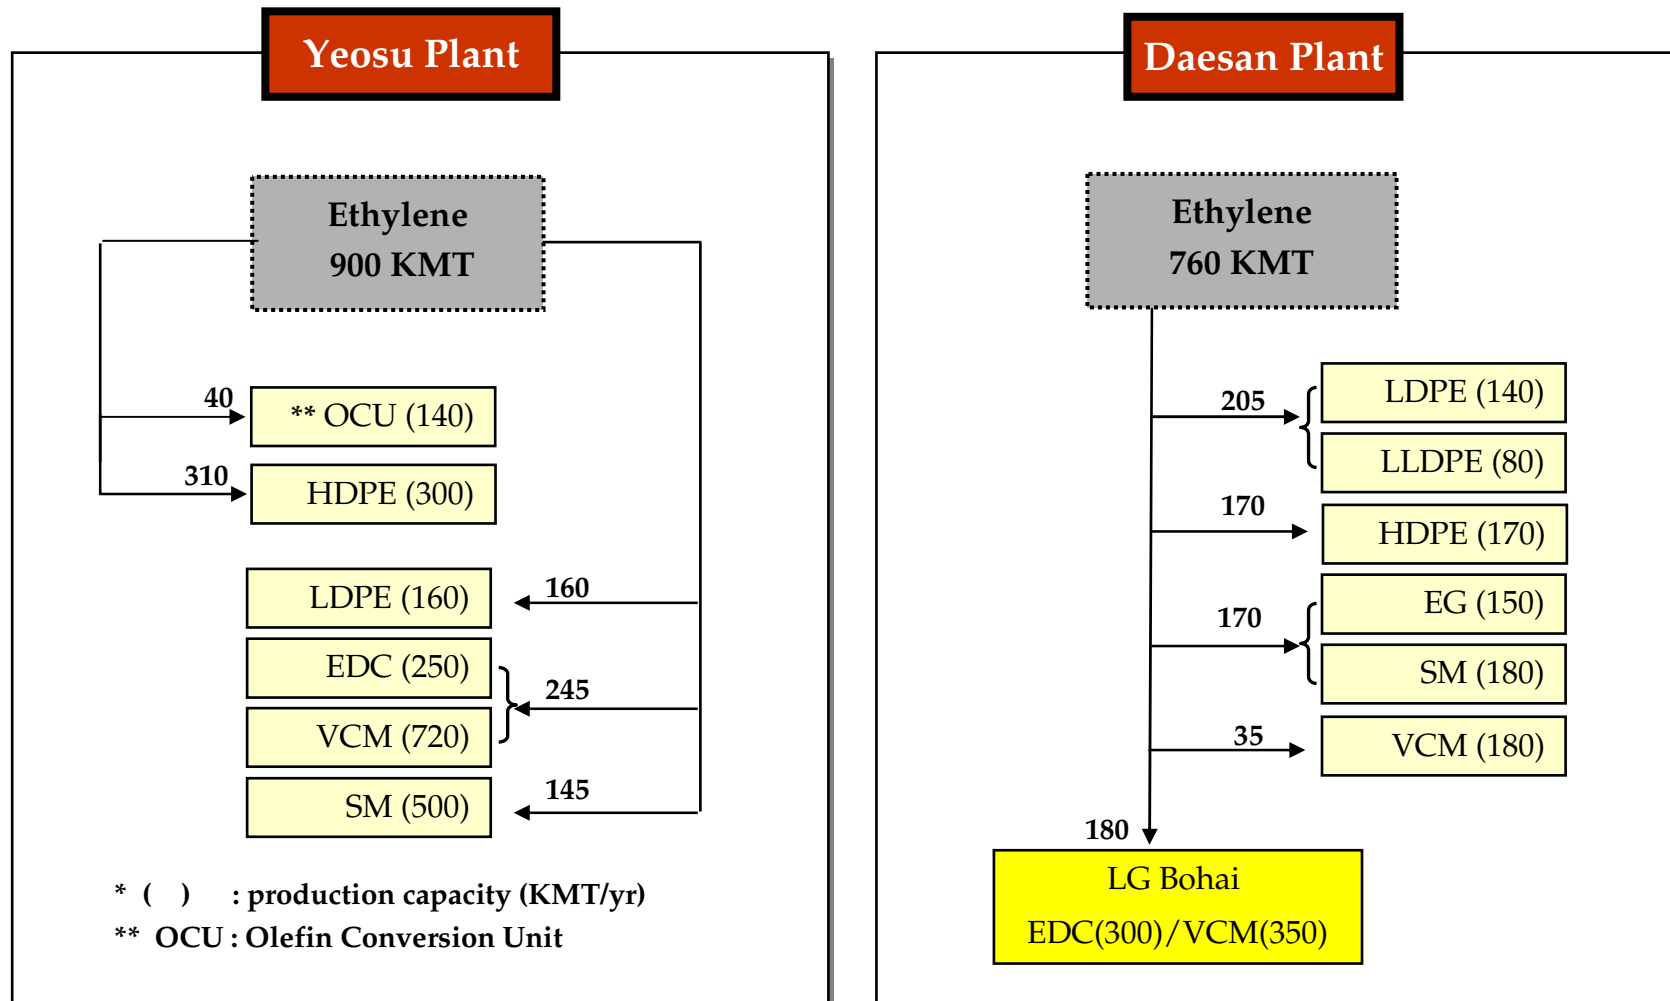 Yeosu Plant
Ethylene
900 KMT
40
** OCU (140)
310
HDPE (300)
LDPE (160)
160
EDC (250)
245
VCM (720)
SM (500)
145
* ( ) : production capacity (KMT/yr)
** OCU : Olefin Conversion Unit
Daesan Plant
Ethylene
760 KMT
205
LDPE (140)
LLDPE (80)
170
HDPE (170)
170
EG (150)
SM (180)
35
VCM (180)
180
LG Bohai
EDC(300)/VCM(350)